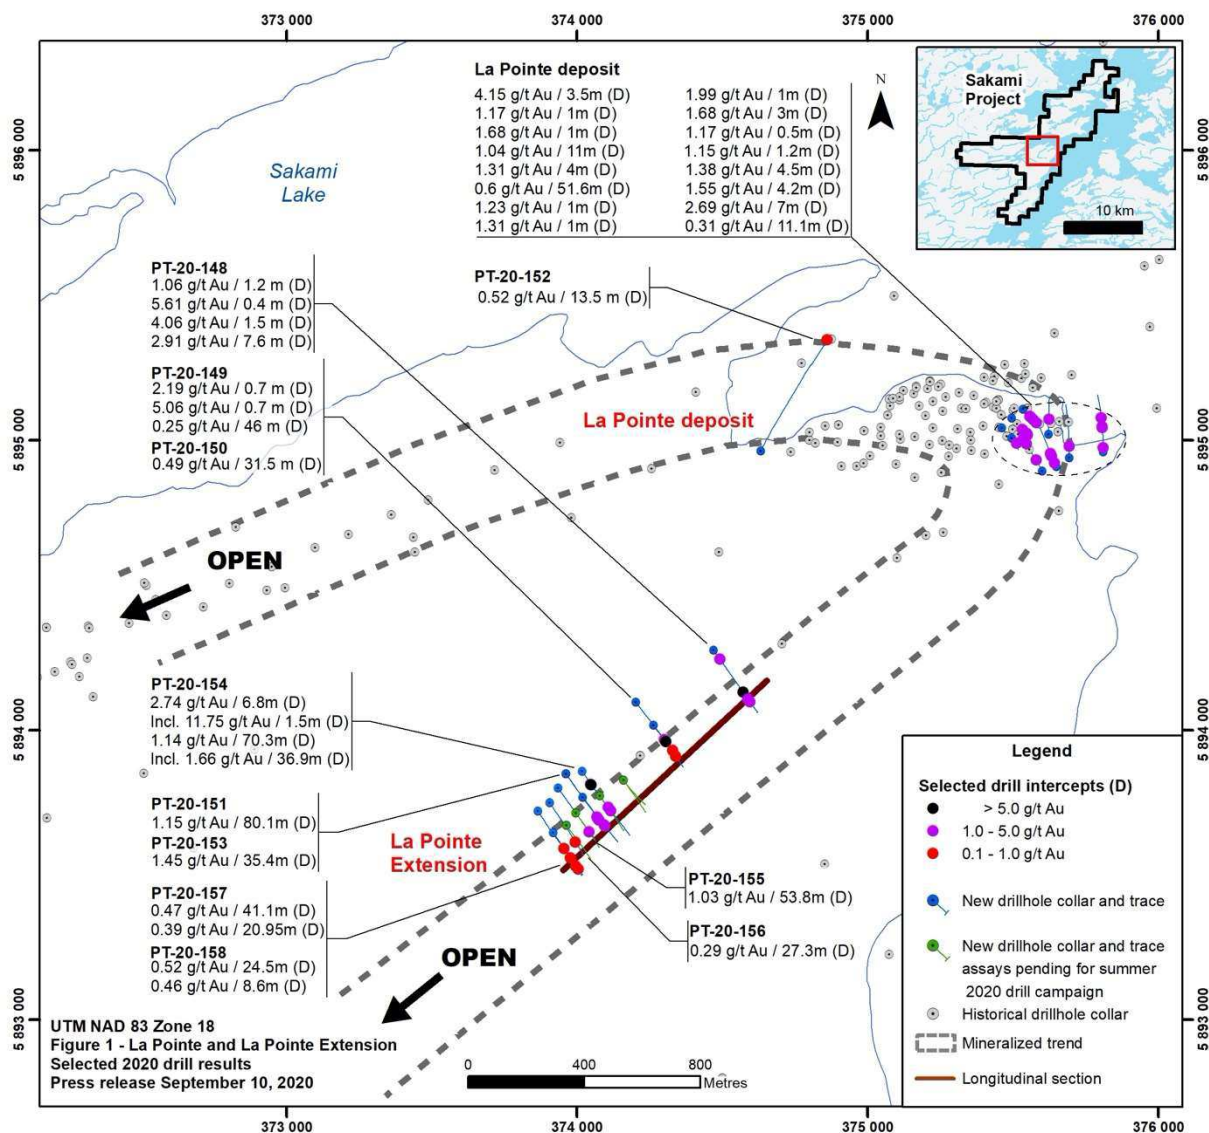 373 000
374 000
375 000
376 000
5 896 000
5 895 000
5 894 000
5 893 000
5 896 000
5 895 000
5 894 000
5 893 000
La Pointe deposit
4.15 g/t Au / 3.5m (D)
1.17 g/t Au / 1m (D)
1.68 g/t Au / 1m (D)
1.04 g/t Au / 11m (D)
1.31 g/t Au / 4m (D)
0.6 g/t Au / 51.6m (D)
1.23 g/t Au / 1m (D)
1.31 g/t Au / 1m (D)
1.99 g/t Au / 1m (D)
1.68 g/t Au / 3m (D)
1.17 g/t Au / 0.5m (D)
1.15 g/t Au / 1.2m (D)
1.38 g/t Au / 4.5m (D)
1.55 g/t Au / 4.2m (D)
2.69 g/t Au / 7m (D)
0.31 g/t Au / 11.1m (D)
N
Sakami
Project
10 km
Sakami
Lake
PT-20-148
1.06 g/t Au / 1.2 m (D)
5.61 g/t Au / 0.4 m (D)
4.06 g/t Au / 1.5 m (D)
2.91 g/t Au / 7.6 m (D)
PT-20-152
0.52 g/t Au / 13.5 m (D)
PT-20-149
2.19 g/t Au / 0.7 m (D)
5.06 g/t Au / 0.7 m (D)
0.25 g/t Au / 46 m (D)
PT-20-150
0.49 g/t Au / 31.5 m (D)
La Pointe deposit
OPEN
PT-20-154
2.74 g/t Au / 6.8m (D)
Incl. 11.75 g/t Au / 1.5m (D)
1.14 g/t Au / 70.3m (D)
Incl. 1.66 g/t Au / 36.9m (D)
PT-20-151
1.15 g/t Au / 80.1m (D)
PT-20-153
1.45 g/t Au / 35.4m (D)
La Pointe
Extension
PT-20-157
0.47 g/t Au / 41.1m (D)
0.39 g/t Au / 20.95m (D)
PT-20-158
0.52 g/t Au / 24.5m (D)
0.46 g/t Au / 8.6m (D)
PT-20-155
1.03 g/t Au / 53.8m (D)
PT-20-156
0.29 g/t Au / 27.3m (D)
OPEN
Legend
Selected drill intercepts (D)
> 5.0 g/t Au
1.0 - 5.0 g/t Au
0.1 - 1.0 g/t Au
New drillhole collar and trace
New drillhole collar and trace
assays pending for summer
2020 drill campaign
Historical drillhole collar
Mineralized trend
Longitudinal section
UTM NAD 83 Zone 18
Figure 1 - La Pointe and La Pointe Extension
Selected 2020 drill results
Press release September 10, 2020
0
400
800
Metres
373 000
374 000
375 000
376 000